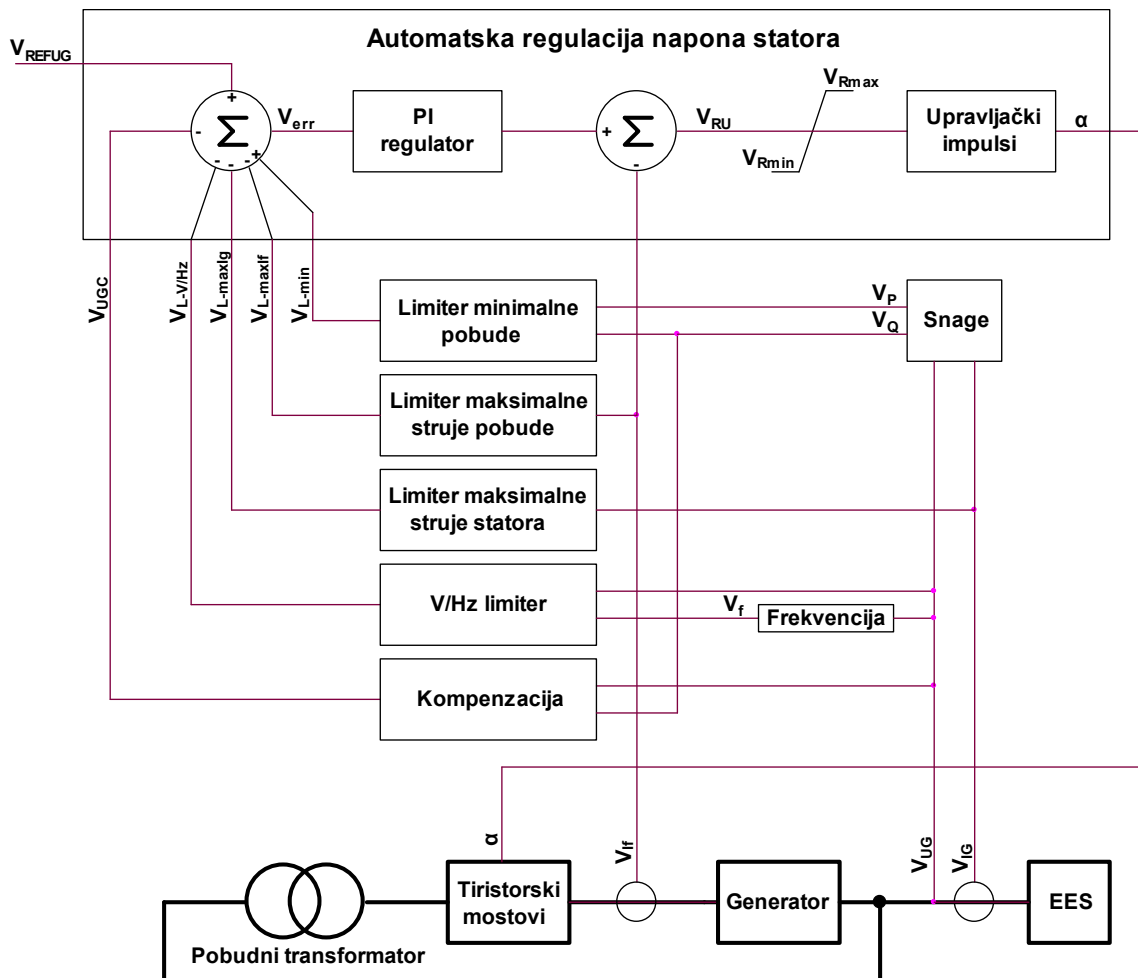 Automatska regulacija napona statora
VREFUG
+
-
Σ
- - - +
Verr
PI
regulator
+
Σ
-
VRU
VRmax
VRmin
Upravljački
impulsi
α
VUGC
VL-V/Hz
VL-maxIg
VL-maxIf
VL-min
Limiter minimalne
pobude
VP
VQ
Snage
Limiter maksimalne
struje pobude
Limiter maksimalne
struje statora
V/Hz limiter
Vf
Frekvencija
Kompenzacija
α
VIf
VUG
VIG
Tiristorski
mostovi
Generator
EES
Pobudni transformator